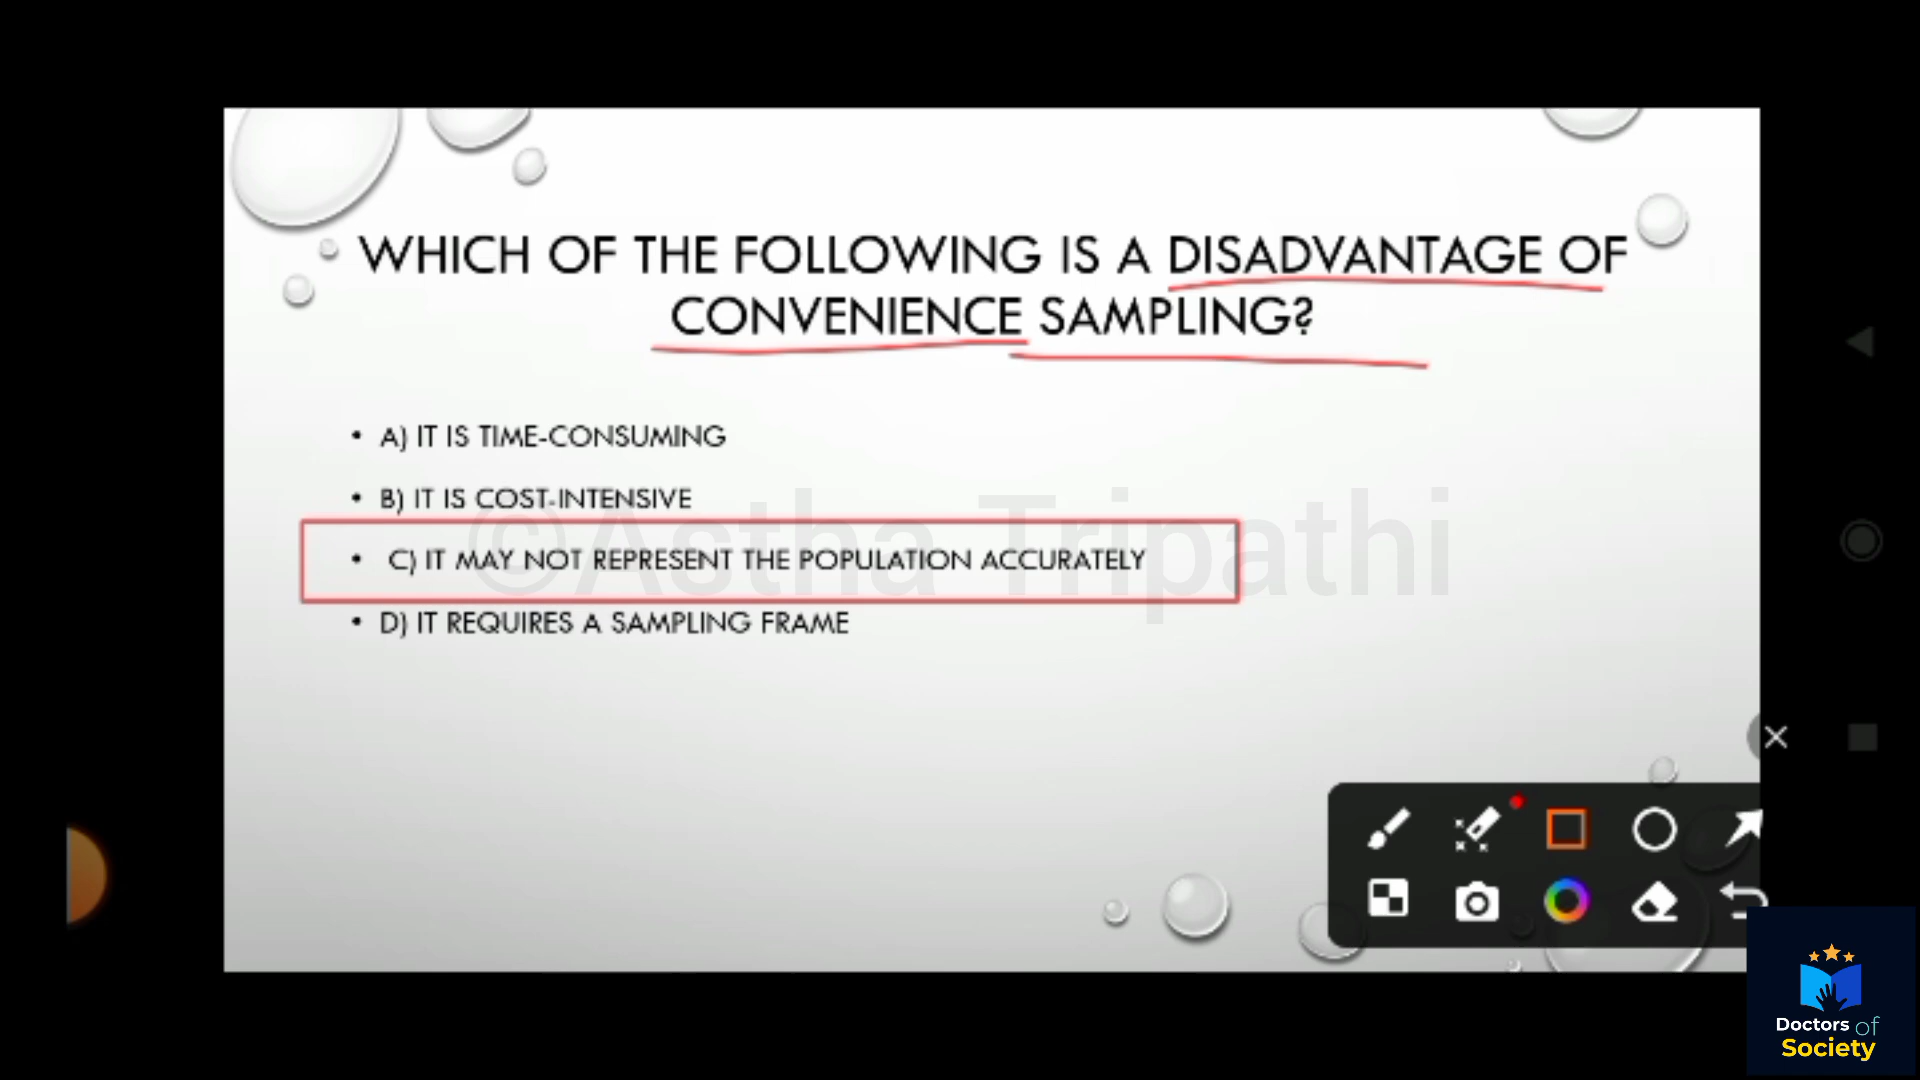 WHICH OF THE FOLLOWING IS A DISADVANTAGE OF
CONVENIENCE SAMPLING?
• A) IT IS TIME-CONSUMING
• B) IT IS COST-INTENSIVE
• C) IT MAY NOT REPRESENT THE POPULATION ACCURATELY
• D) IT REQUIRES A SAMPLING FRAME
©Astha Tripathi
Doctors of
Society